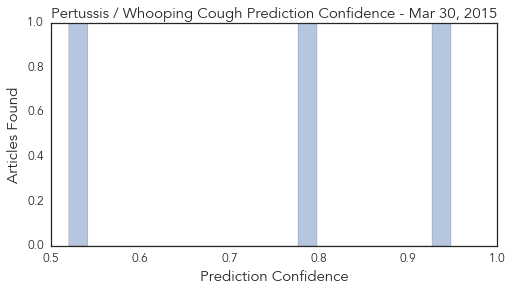 Pertussis / Whooping Cough Prediction Confidence - Mar 30, 2015
Articles Found
1.0
0.8
0.6
0.4
0.2
0.0
0.5 0.6 0.7 0.8 0.9 1.0
Prediction Confidence